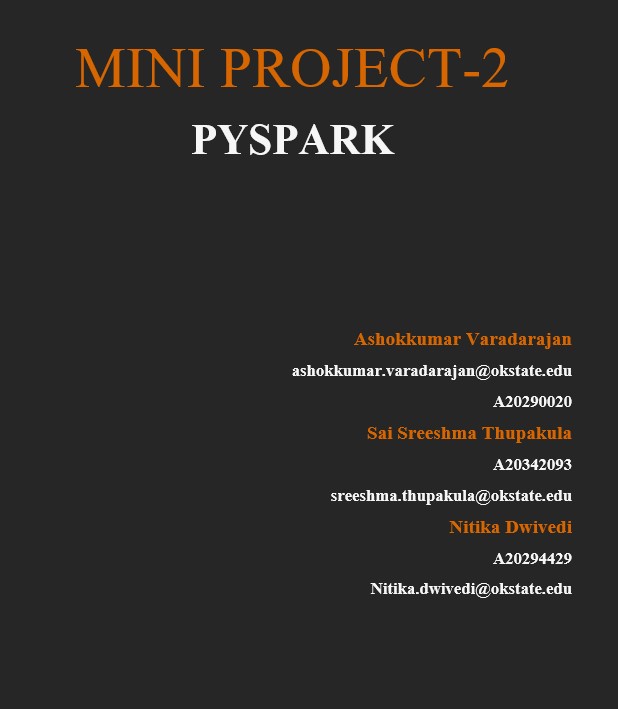 MINI PROJECT-2
PYSPARK
Ashokkumar Varadarajan
ashokkumar.varadarajan@okstate.edu
A20290020
Sai Sreeshma Thupakula
A20342093
sreeshma.thupakula@okstate.edu
Nitika Dwivedi
A20294429
Nitika.dwivedi@okstate.edu